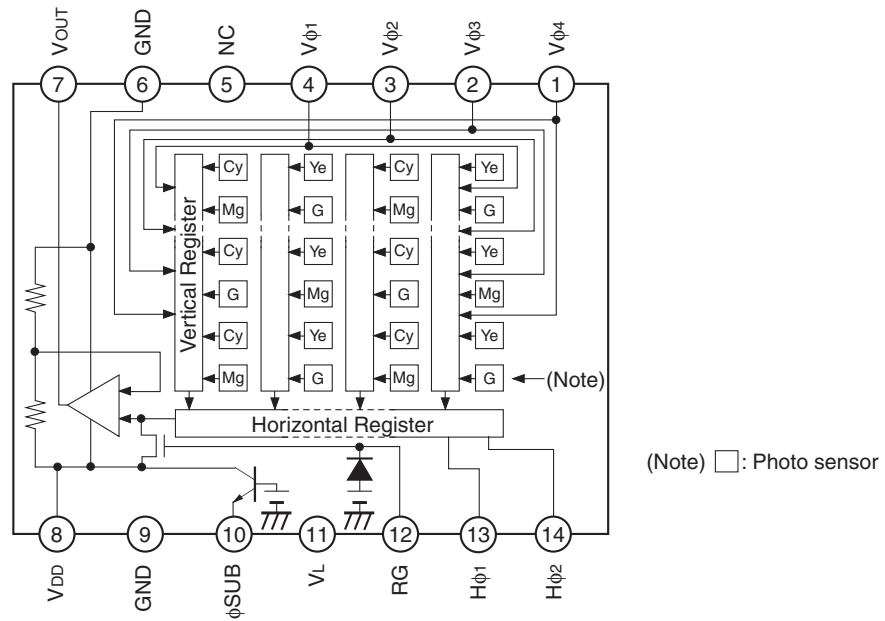 VOUT GND NC Vφ1 Vφ2 Vφ3 Vφ4
7 6 5 4 3 2 1
Cy Ye Cy Ye
Mg G Mg G
Cy Ye Cy Ye
G Mg G Mg
Cy Ye Cy Ye
Mg G Mg G
Vertical Register
(Note)
Horizontal Register
(Note) : Photo sensor
8 9 10 11 12 13 14
VDD GND φSUB VL RG Hφ1 Hφ2